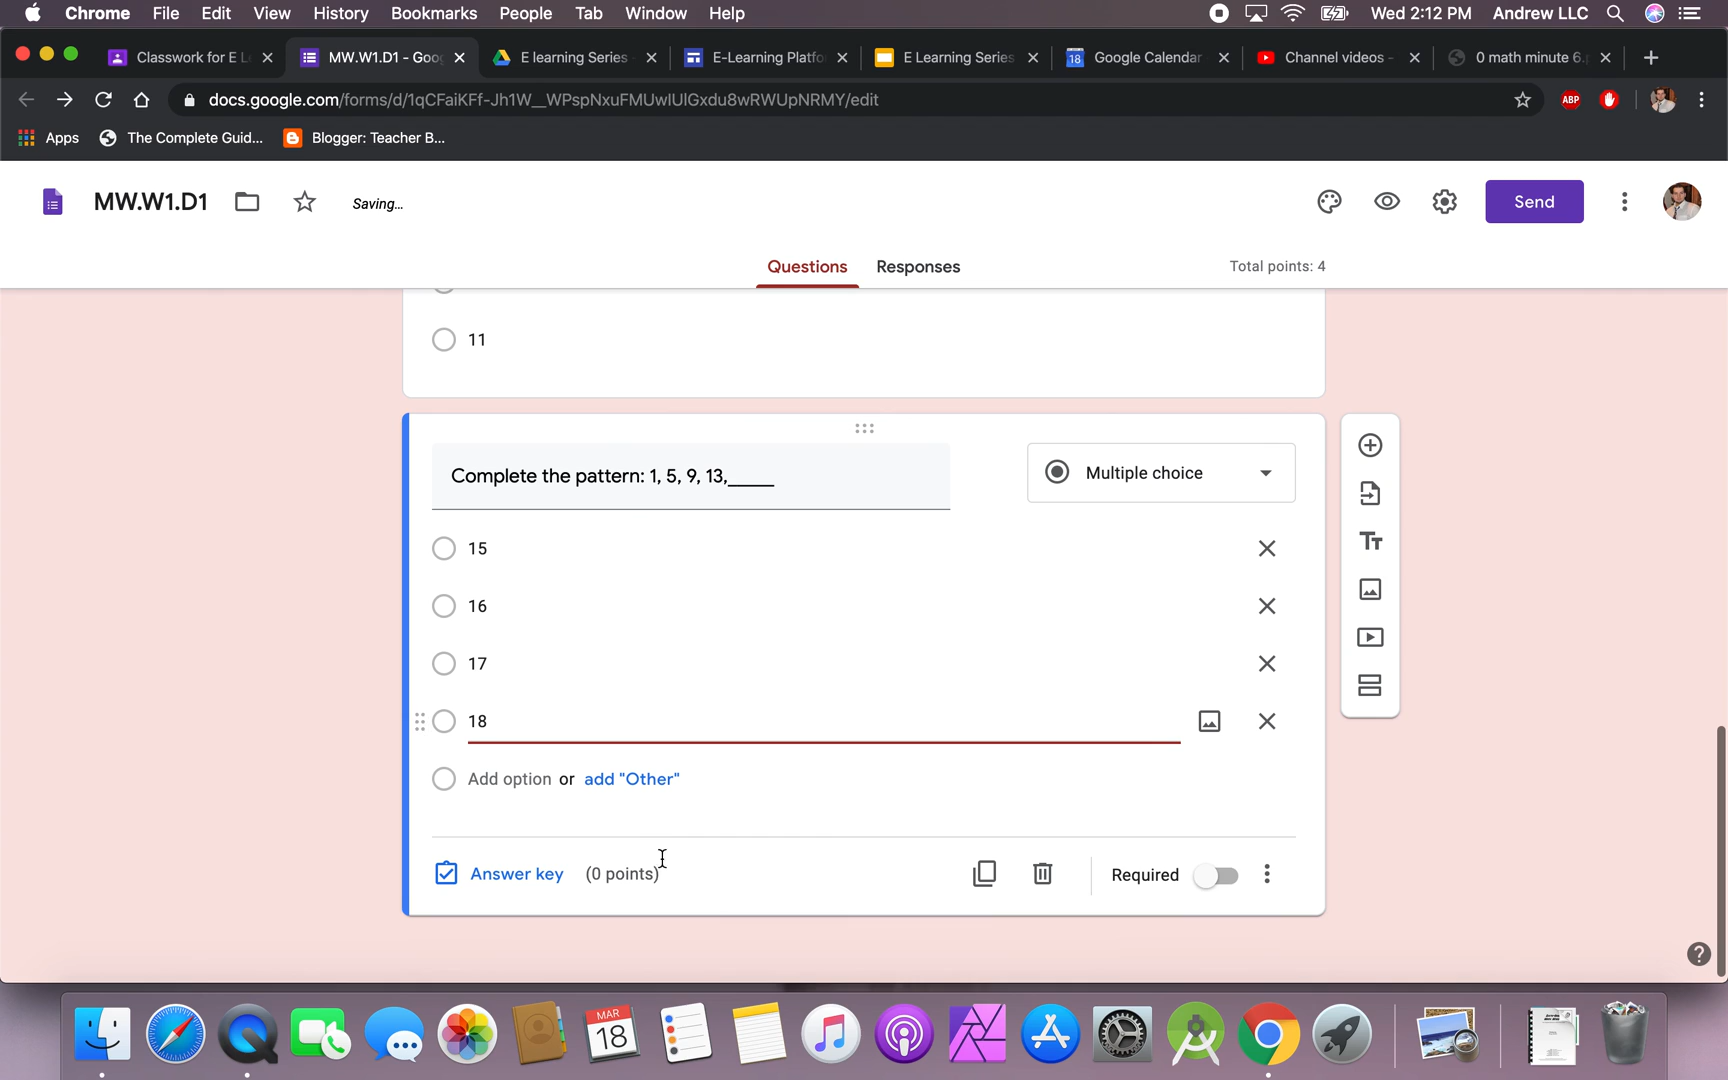 Chrome File Edit View History Bookmarks People Tab Window Help Wed 2:12 PM Andrew LLC
Classwork for E L MW.W1.D1 - Goo E learning Series E-Learning Platfo E Learning Series Google Calendar Channel videos - 0 math minute 6.p
docs.google.com/forms/d/1qCFaiKFf-Jh1W__WPspNxuFMUwIUlGxdu8wRWUpNRMY/edit ABP
Apps The Complete Guid... Blogger: Teacher B...
MW.W1.D1 Saving... Send
Questions Responses Total points: 4
11
Complete the pattern: 1, 5, 9, 13,_____ Multiple choice
15
16
17
18
Add option or add "Other"
Answer key (0 points) Required
MAR
18